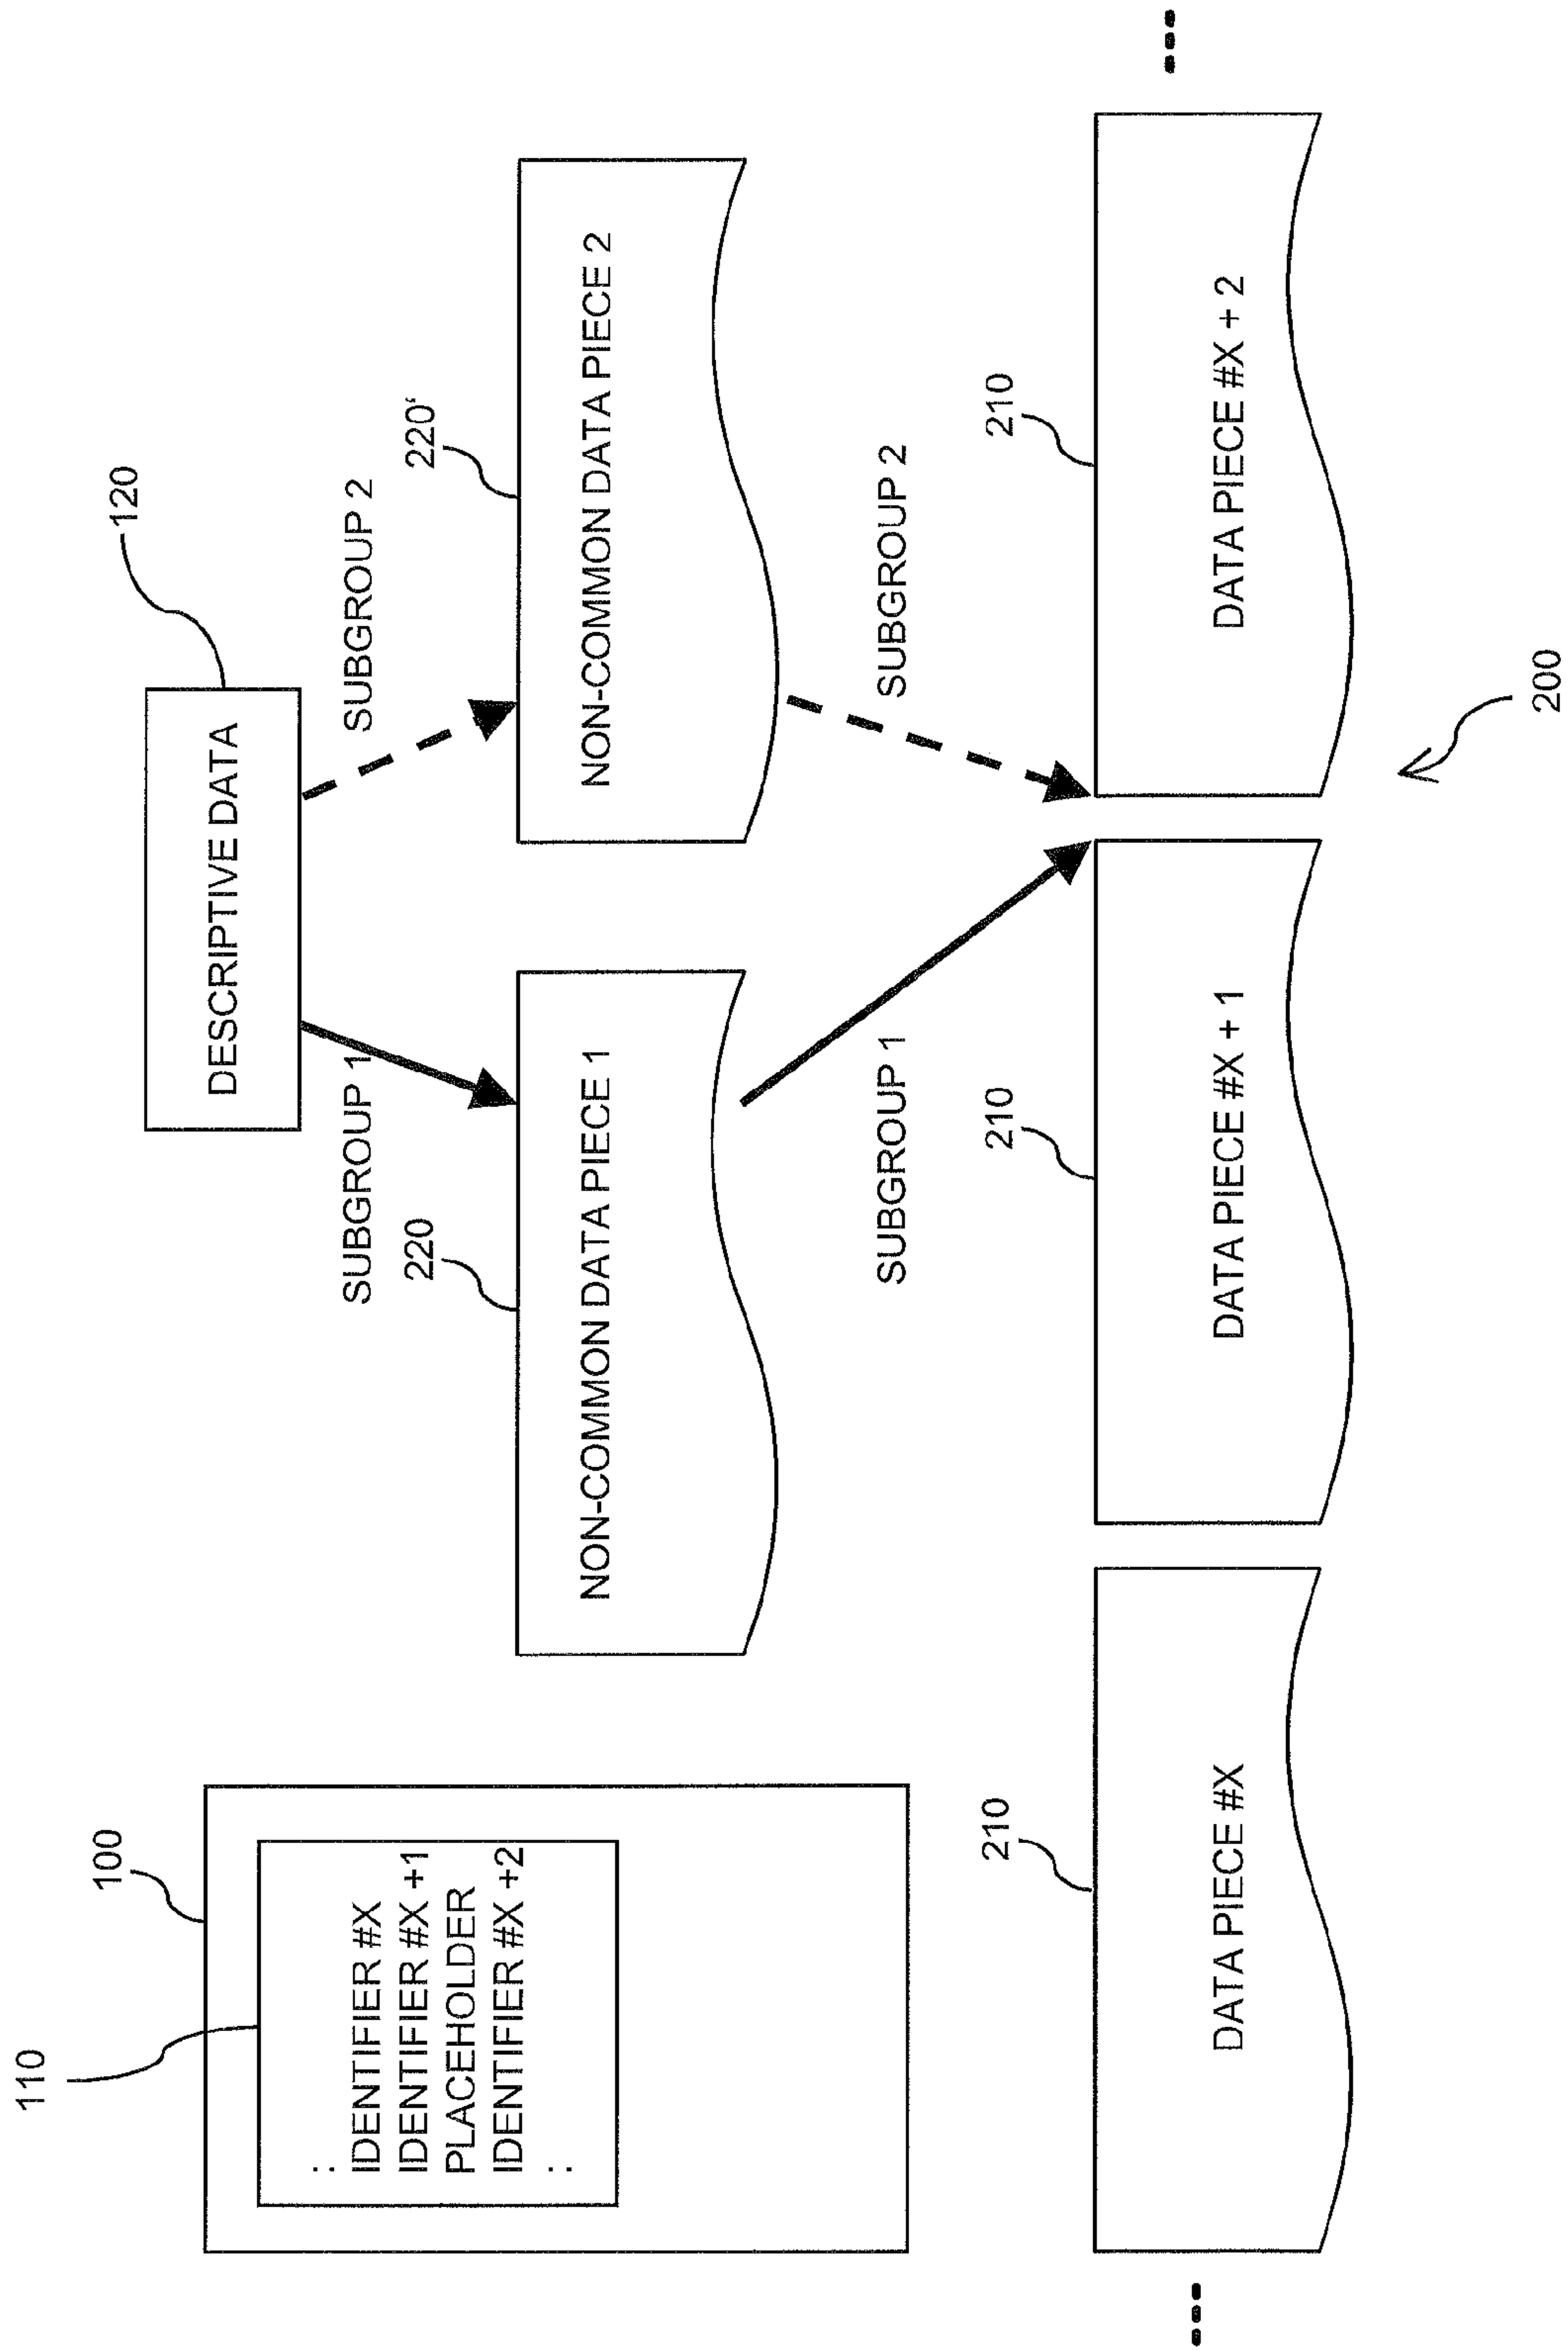 110
100
:
IDENTIFIER #X
IDENTIFIER #X +1
PLACEHOLDER
IDENTIFIER #X +2
:
120
DESCRIPTIVE DATA
SUBGROUP 1
SUBGROUP 2
220
220'
NON-COMMON DATA PIECE 1
NON-COMMON DATA PIECE 2
SUBGROUP 1
SUBGROUP 2
210
210
210
DATA PIECE #X
DATA PIECE #X + 1
DATA PIECE #X + 2
200